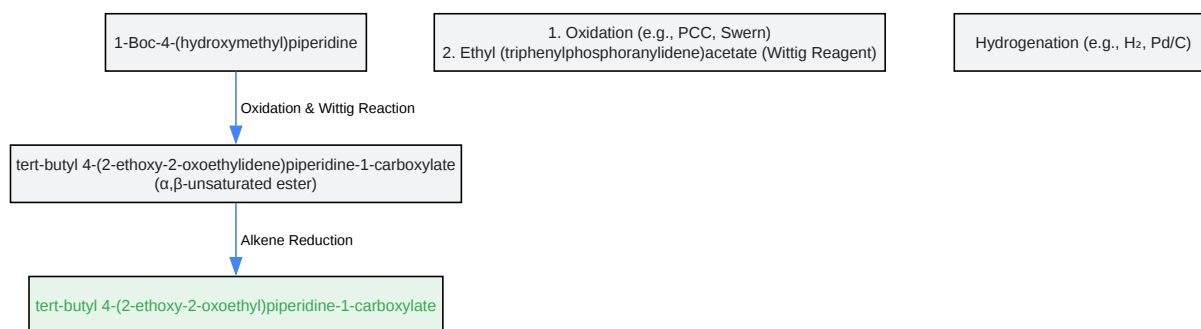 1-Boc-4-(hydroxymethyl)piperidine
1. Oxidation (e.g., PCC, Swern)
2. Ethyl (triphenylphosphoranylidene)acetate (Wittig Reagent)
Hydrogenation (e.g., H₂, Pd/C)
Oxidation & Wittig Reaction
tert-butyl 4-(2-ethoxy-2-oxoethylidene)piperidine-1-carboxylate
(α,β-unsaturated ester)
Alkene Reduction
tert-butyl 4-(2-ethoxy-2-oxoethyl)piperidine-1-carboxylate